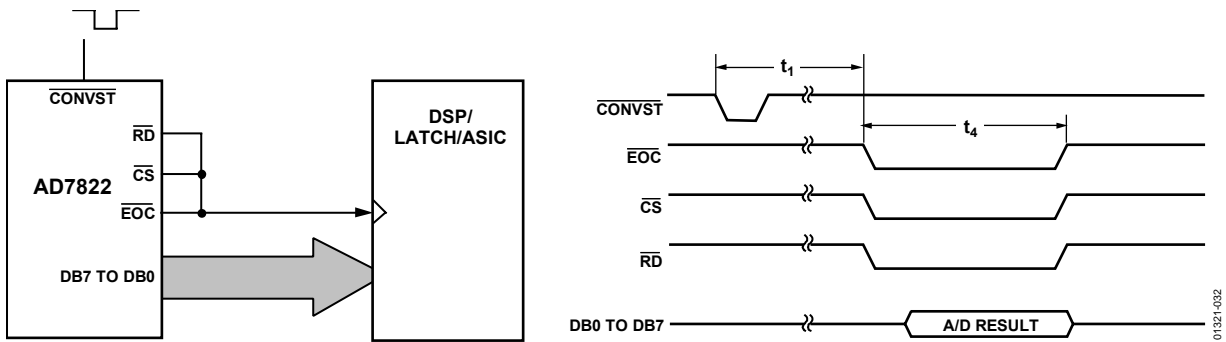 CONVST
RD
CS
EOC
AD7822
DB7 TO DB0
DSP/
LATCH/ASIC
t1
CONVST
t4
EOC
CS
RD
DB0 TO DB7
A/D RESULT
01321-032